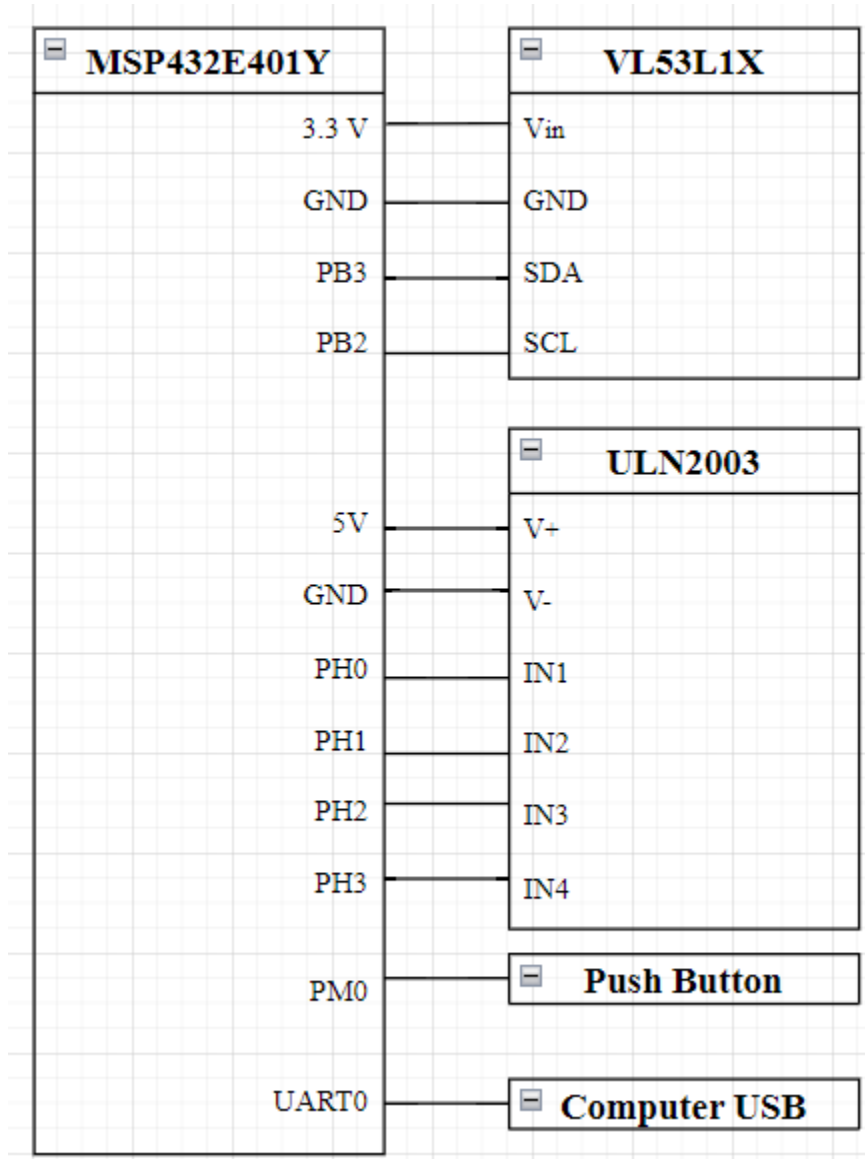 MSP432E401Y
VL53L1X
3.3 V
Vin
GND
GND
PB3
SDA
PB2
SCL
ULN2003
5V
V+
GND
V-
PH0
IN1
PH1
IN2
PH2
IN3
PH3
IN4
PM0
Push Button
UART0
Computer USB